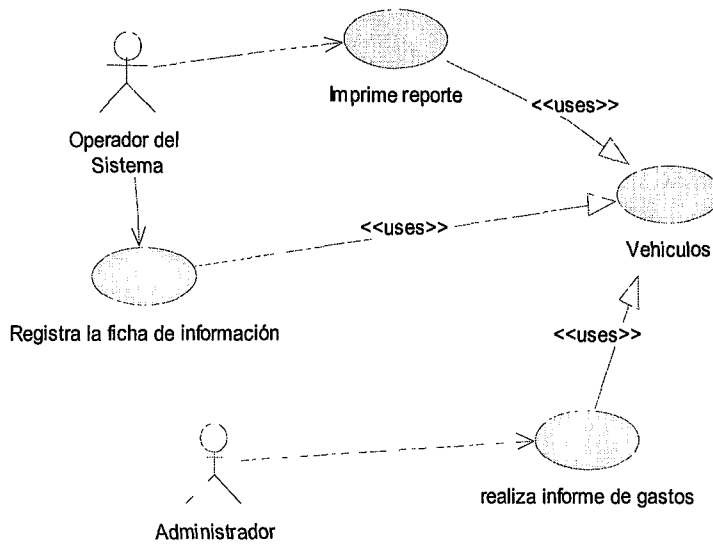 Imprime reporte
<<uses>>
Operador del
Sistema
<<uses>>
Vehiculos
Registra la ficha de información
<<uses>>
realiza informe de gastos
Administrador